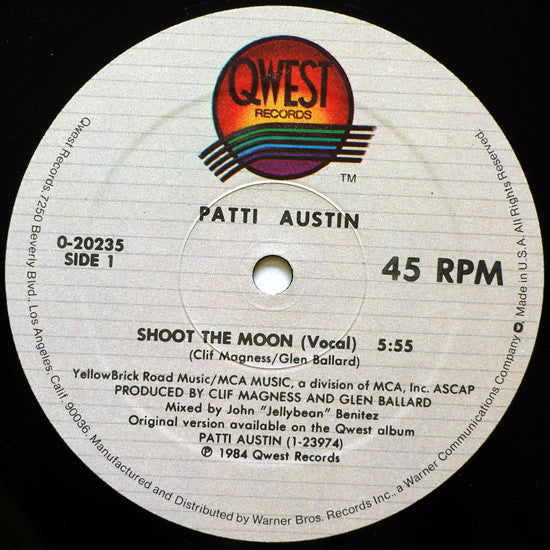 QWEST
RECORDS
TM
PATTI AUSTIN
0-20235
SIDE 1
45 RPM
SHOOT THE MOON (Vocal) 5:55
(Clif Magness/Glen Ballard)
YellowBrick Road Music/MCA MUSIC, a division of MCA, Inc. ASCAP
PRODUCED BY CLIF MAGNESS AND GLEN BALLARD
Mixed by John "Jellybean" Benitez
Original version available on the Qwest album
PATTI AUSTIN (1-23974)
℗ 1984 Qwest Records
Qwest Records, 7250 Beverly Blvd., Los Angeles, Calif. 90036. Manufactured and Distributed by Warner Bros. Records Inc., a Warner Communications Company Made in U.S.A. All Rights Reserved.